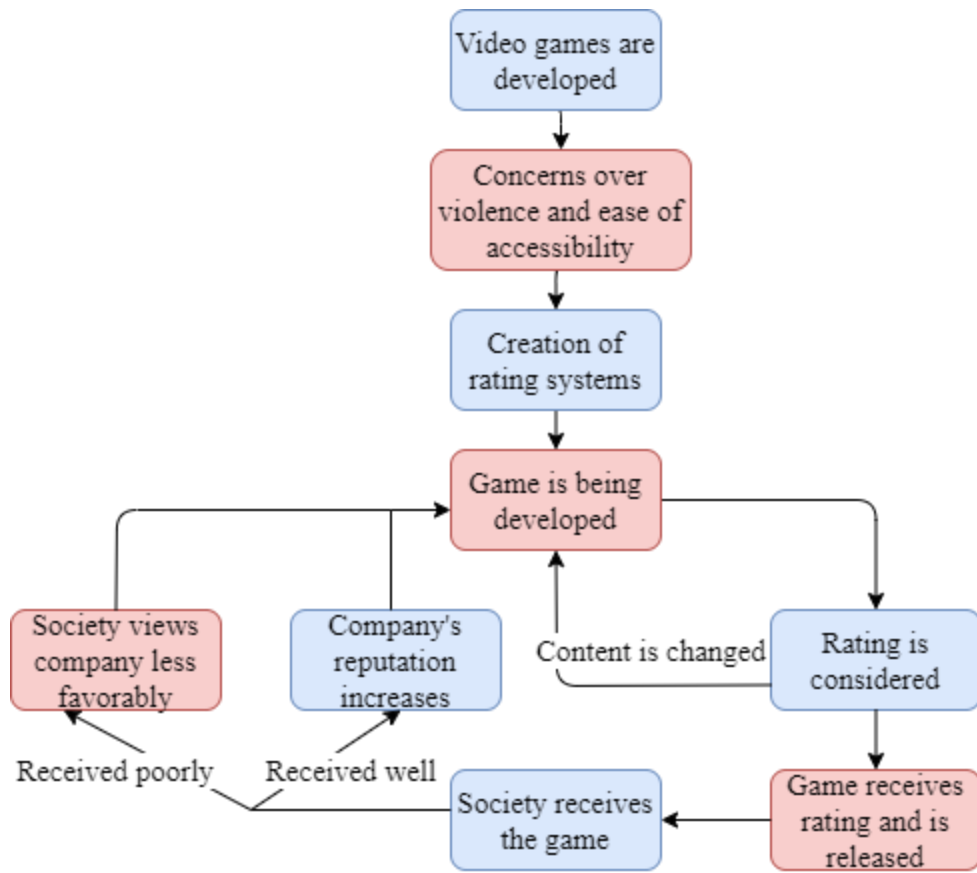 Video games are
developed
Concerns over
violence and ease of
accessibility
Creation of
rating systems
Game is being
developed
Society views
company less
favorably
Company's
reputation
increases
Content is changed
Rating is
considered
Received poorly
Received well
Society receives
the game
Game receives
rating and is
released